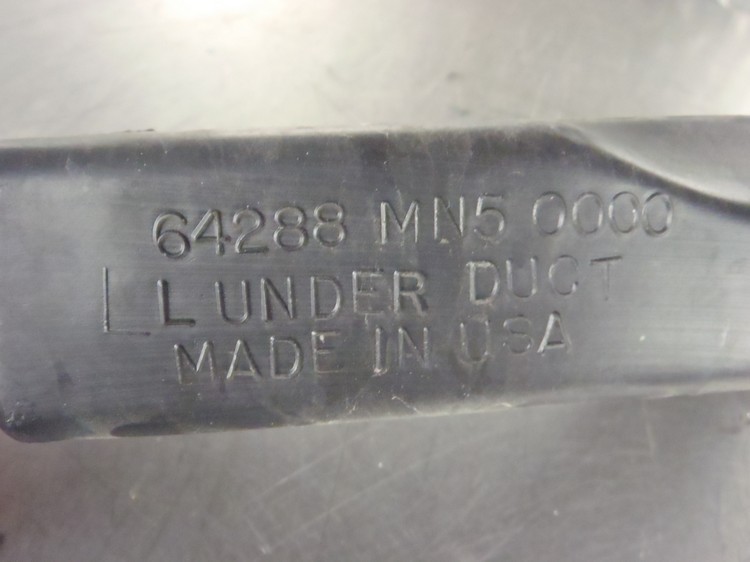 64288 MN5 0000
L L UNDER DUCT
MADE IN USA